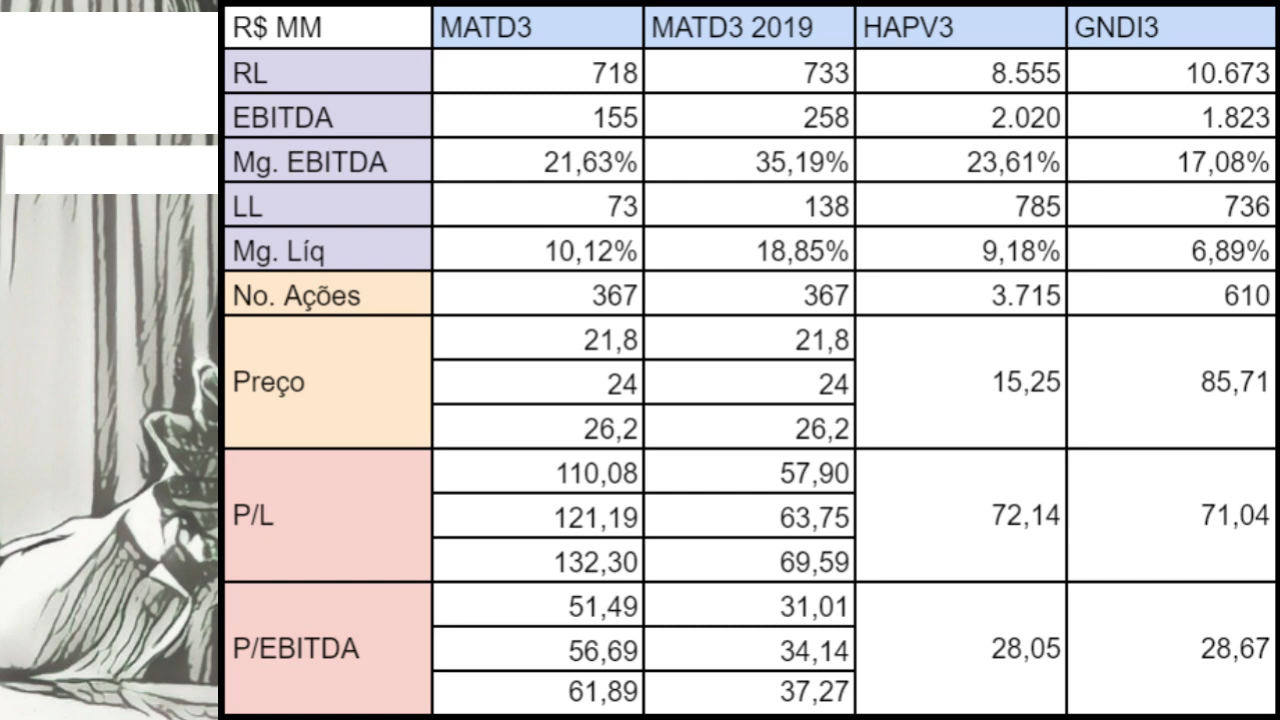 R$ MM MATD3 MATD3 2019 HAPV3 GNDI3
RL 718 733 8.555 10.673
EBITDA 155 258 2.020 1.823
Mg. EBITDA 21,63% 35,19% 23,61% 17,08%
LL 73 138 785 736
Mg. Líq 10,12% 18,85% 9,18% 6,89%
No. Ações 367 367 3.715 610
21,8 21,8
Preço 24 24 15,25 85,71
26,2 26,2
110,08 57,90
P/L 121,19 63,75 72,14 71,04
132,30 69,59
51,49 31,01
P/EBITDA 56,69 34,14 28,05 28,67
61,89 37,27